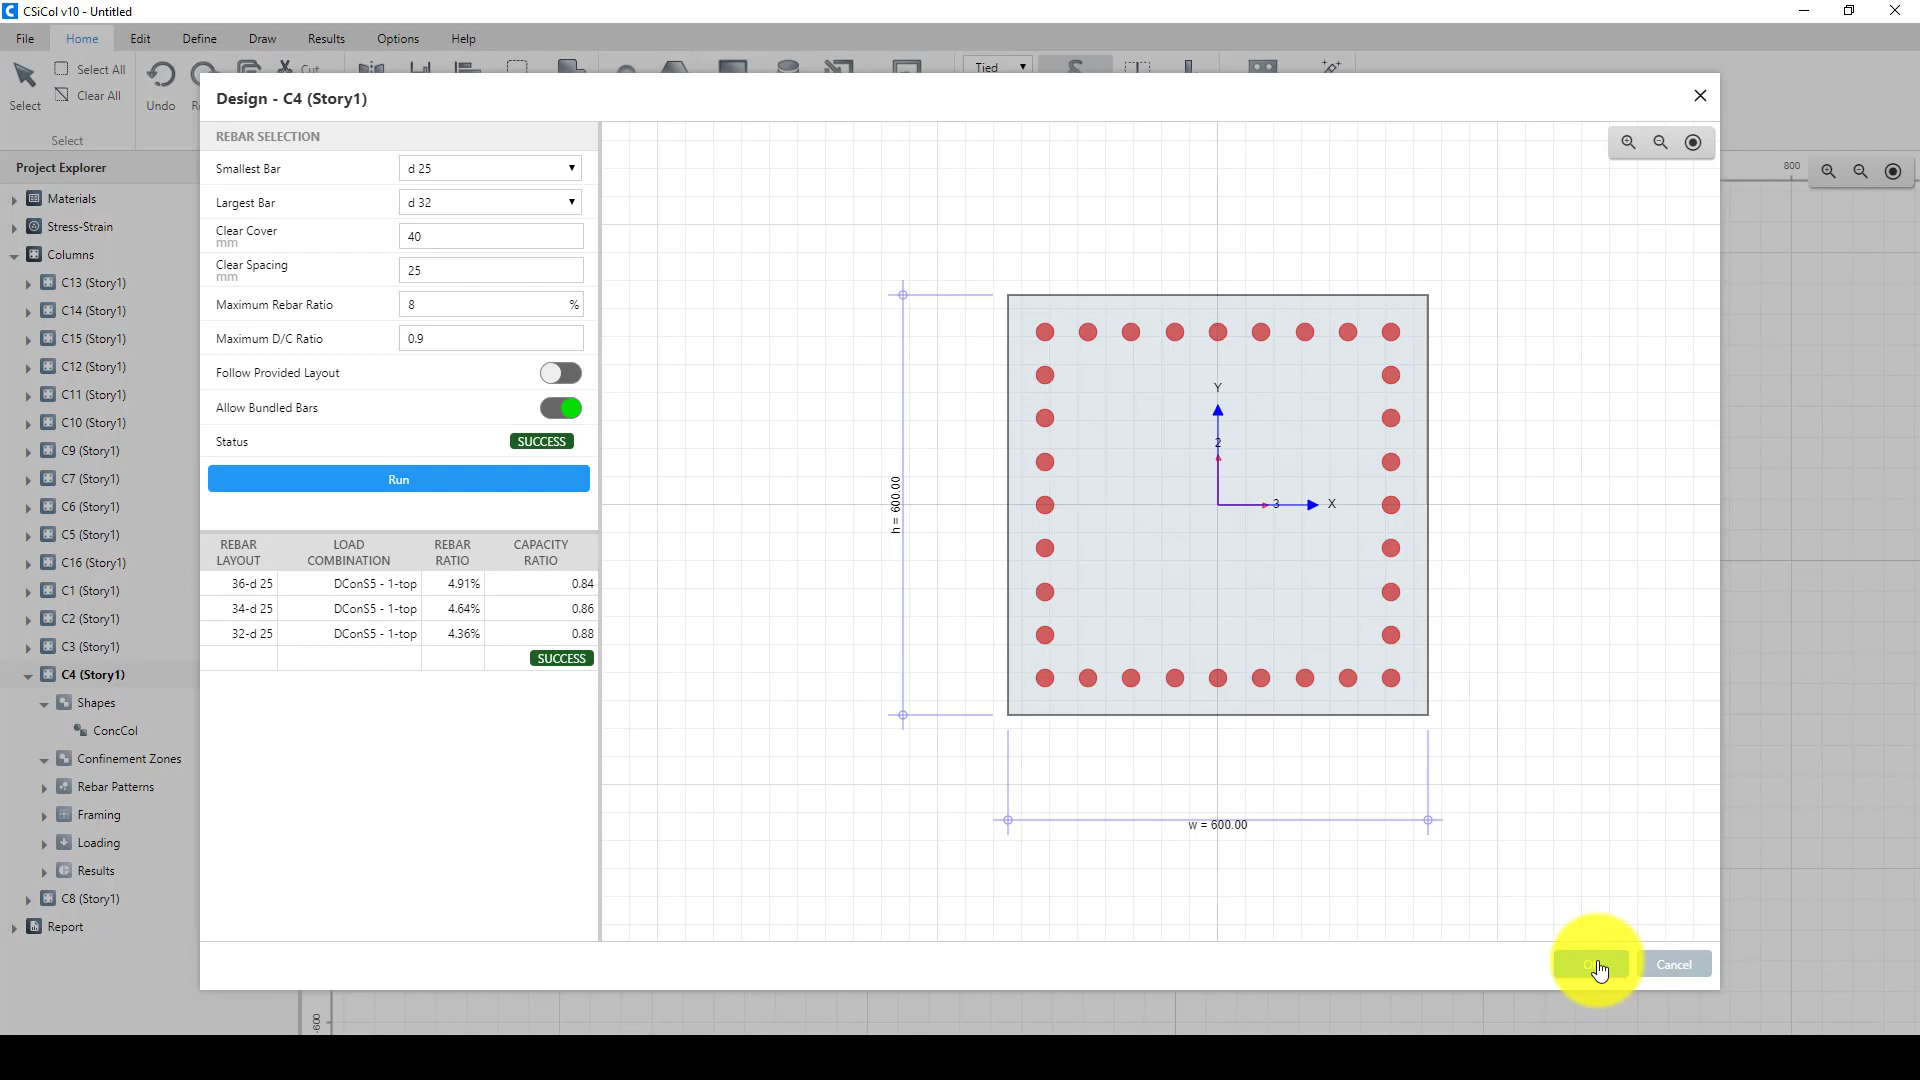 CSiCol v10 - Untitled
File Home Edit Define Draw Results Options Help
Select All
Clear All
Select
Undo
Cut
Tied
Select
Design - C4 (Story1)
Project Explorer
Materials
Stress-Strain
Columns
C13 (Story1)
C14 (Story1)
C15 (Story1)
C12 (Story1)
C11 (Story1)
C10 (Story1)
C9 (Story1)
C7 (Story1)
C6 (Story1)
C5 (Story1)
C16 (Story1)
C1 (Story1)
C2 (Story1)
C3 (Story1)
C4 (Story1)
Shapes
ConcCol
Confinement Zones
Rebar Patterns
Framing
Loading
Results
C8 (Story1)
Report
REBAR SELECTION
Smallest Bar d 25
Largest Bar d 32
Clear Cover 40
mm
Clear Spacing 25
mm
Maximum Rebar Ratio 8 %
Maximum D/C Ratio 0.9
Follow Provided Layout
Allow Bundled Bars
Status SUCCESS
Run
REBAR LOAD REBAR CAPACITY
LAYOUT COMBINATION RATIO RATIO
36-d 25 DConS5 - 1-top 4.91% 0.84
34-d 25 DConS5 - 1-top 4.64% 0.86
32-d 25 DConS5 - 1-top 4.36% 0.88
SUCCESS
Y
2
3 X
h = 600.00
w = 600.00
800
-600
Cancel